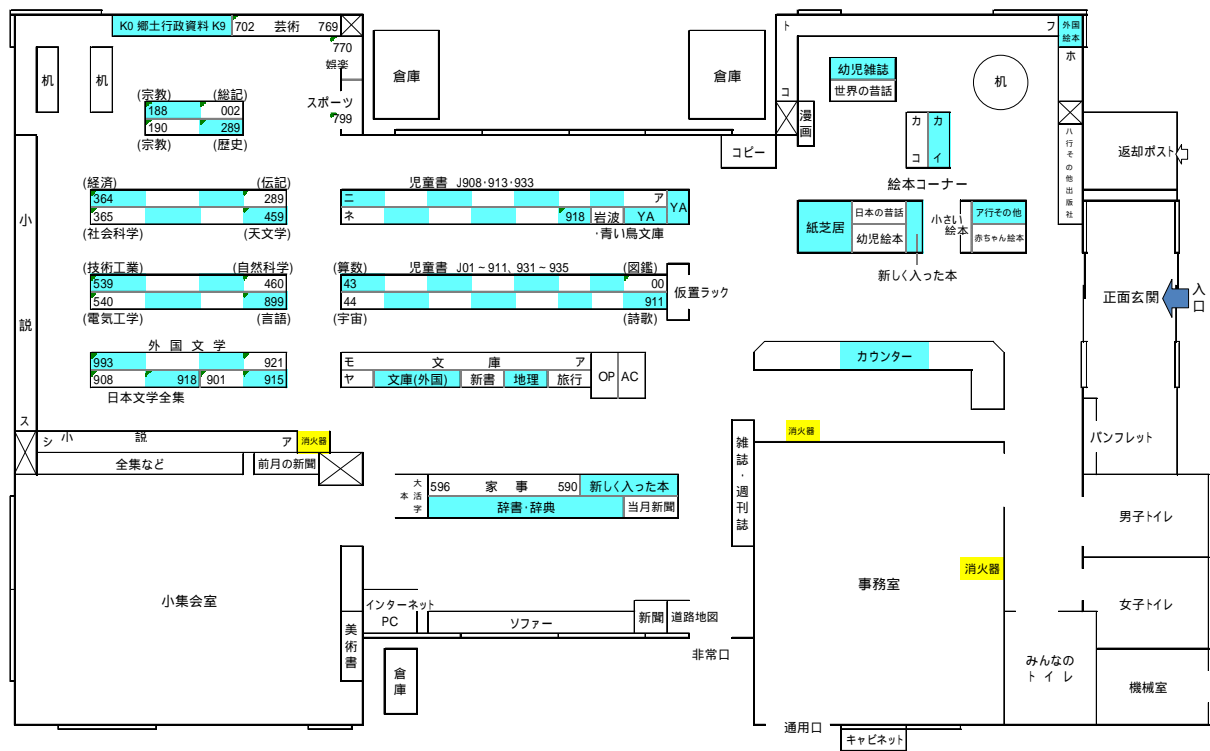 K0 郷土行政資料 K9
702 芸術 769
770
娯楽
スポーツ
799
机
机
(宗教) (総記)
188 002
190 289
(宗教) (歴史)
倉庫
倉庫
コピー
ト
コ
漫画
フ
外国絵本
ホ
ハ行その他出版社
幼児雑誌
世界の昔話
机
カ コ
カ イ
絵本コーナー
返却ポスト
紙芝居
日本の昔話
幼児絵本
小さい絵本
ア行その他
赤ちゃん絵本
新しく入った本
正面玄関
入口
小説
ス
(経済) (伝記)
364 289
365 459
(社会科学) (天文学)
児童書 J908・913・933
ニ ア
YA
ネ 918 岩波 YA
・青い鳥文庫
(技術工業) (自然科学)
539 460
540 899
(電気工学) (言語)
(算数) 児童書 J01～911、931～935 (図鑑)
43 00
44 911
(宇宙) (詩歌)
仮置ラック
外国文学
993 921
908 918 901 915
日本文学全集
モ 文庫 ア
ヤ 文庫(外国) 新書 地理 旅行
OP AC
カウンター
シ 小説 ア
消火器
全集など
前月の新聞
消火器
雑誌・週刊誌
パンフレット
大活字本
596 家事 590 新しく入った本
辞書・辞典 当月新聞
男子トイレ
消火器
事務室
小集会室
美術書
インターネット
PC
ソファー
新聞
道路地図
女子トイレ
非常口
倉庫
みんなの
トイレ
機械室
通用口
キャビネット